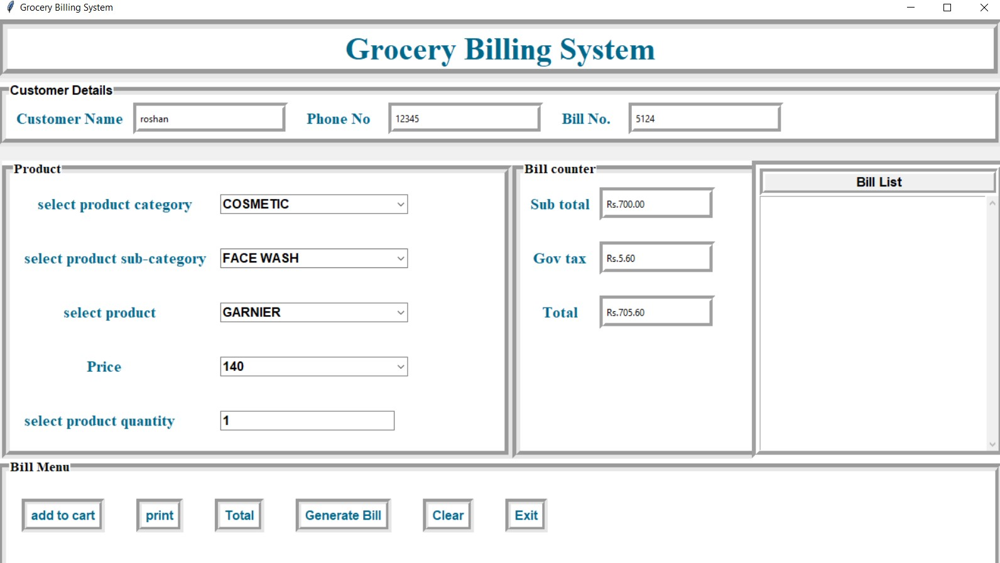 Grocery Billing System
Grocery Billing System
Customer Details
Customer Name roshan Phone No 12345 Bill No. 5124
Product
select product category COSMETIC
select product sub-category FACE WASH
select product GARNIER
Price 140
select product quantity 1
Bill counter
Sub total Rs.700.00
Gov tax Rs.5.60
Total Rs.705.60
Bill List
Bill Menu
add to cart print Total Generate Bill Clear Exit